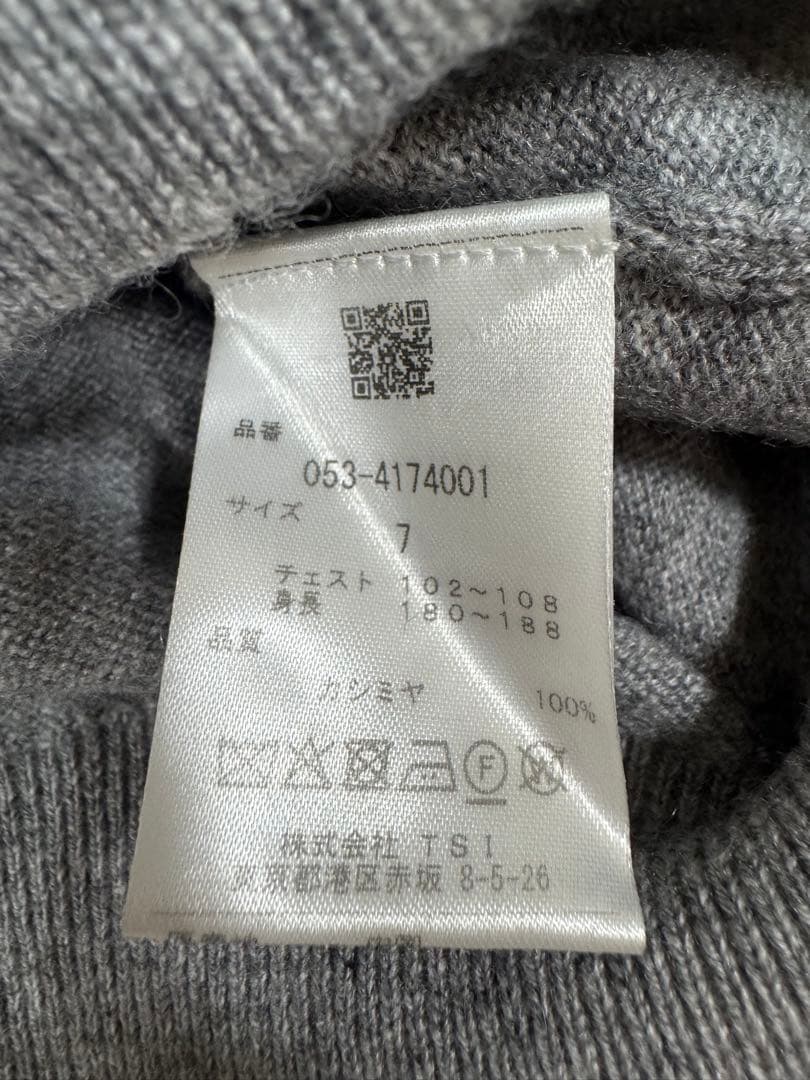 品番
053-4174001
サイズ
7
チェスト 102~108
身長 180~188
品質
カシミヤ 100%
F W
株式会社 TSI
東京都港区赤坂 8-5-26